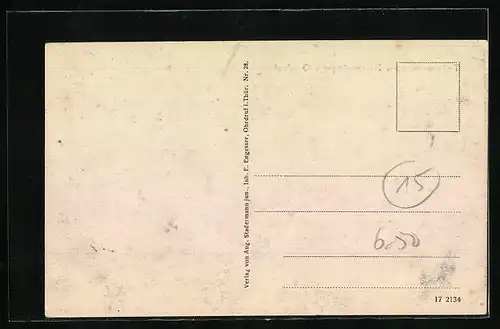 Verlag von Aug. Stadermann jun., Inh. E. Engesser, Ohrdruf i. Thür. Nr. 28.
15
6.50
17 2134